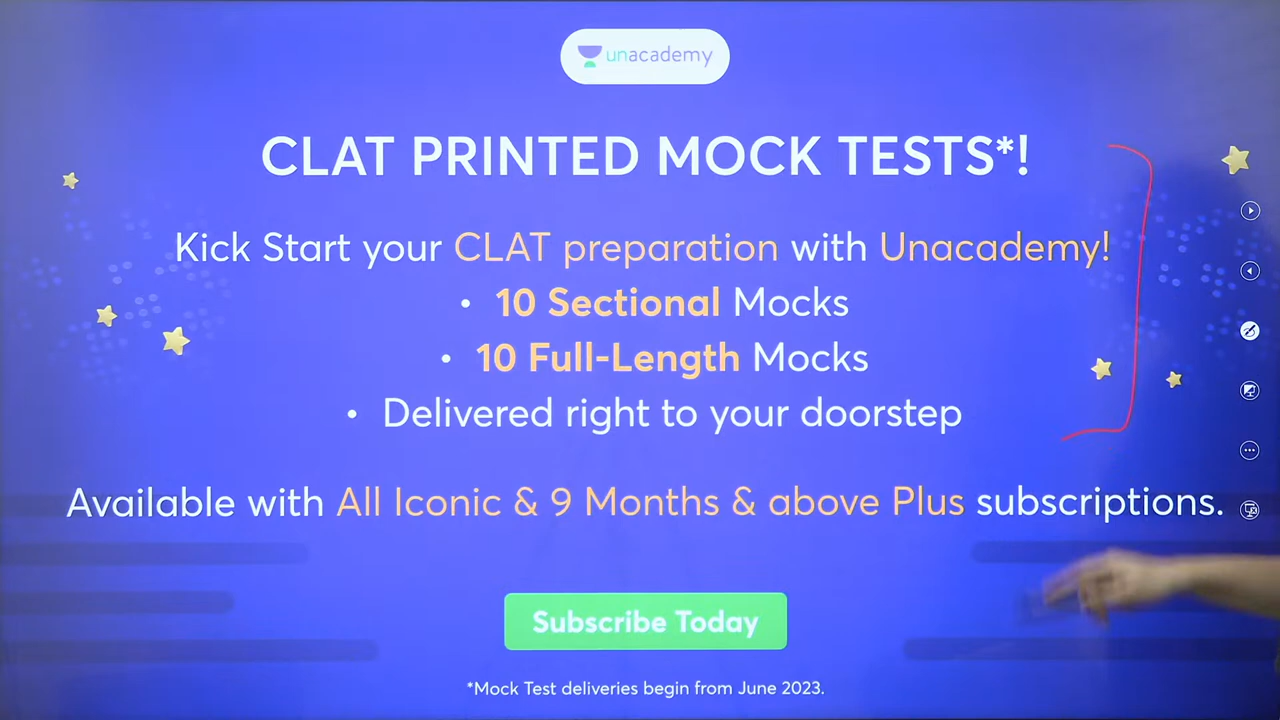 unacademy
CLAT PRINTED MOCK TESTS*!
Kick Start your CLAT preparation with Unacademy!
• 10 Sectional Mocks
• 10 Full-Length Mocks
• Delivered right to your doorstep
Available with All Iconic & 9 Months & above Plus subscriptions.
Subscribe Today
*Mock Test deliveries begin from June 2023.